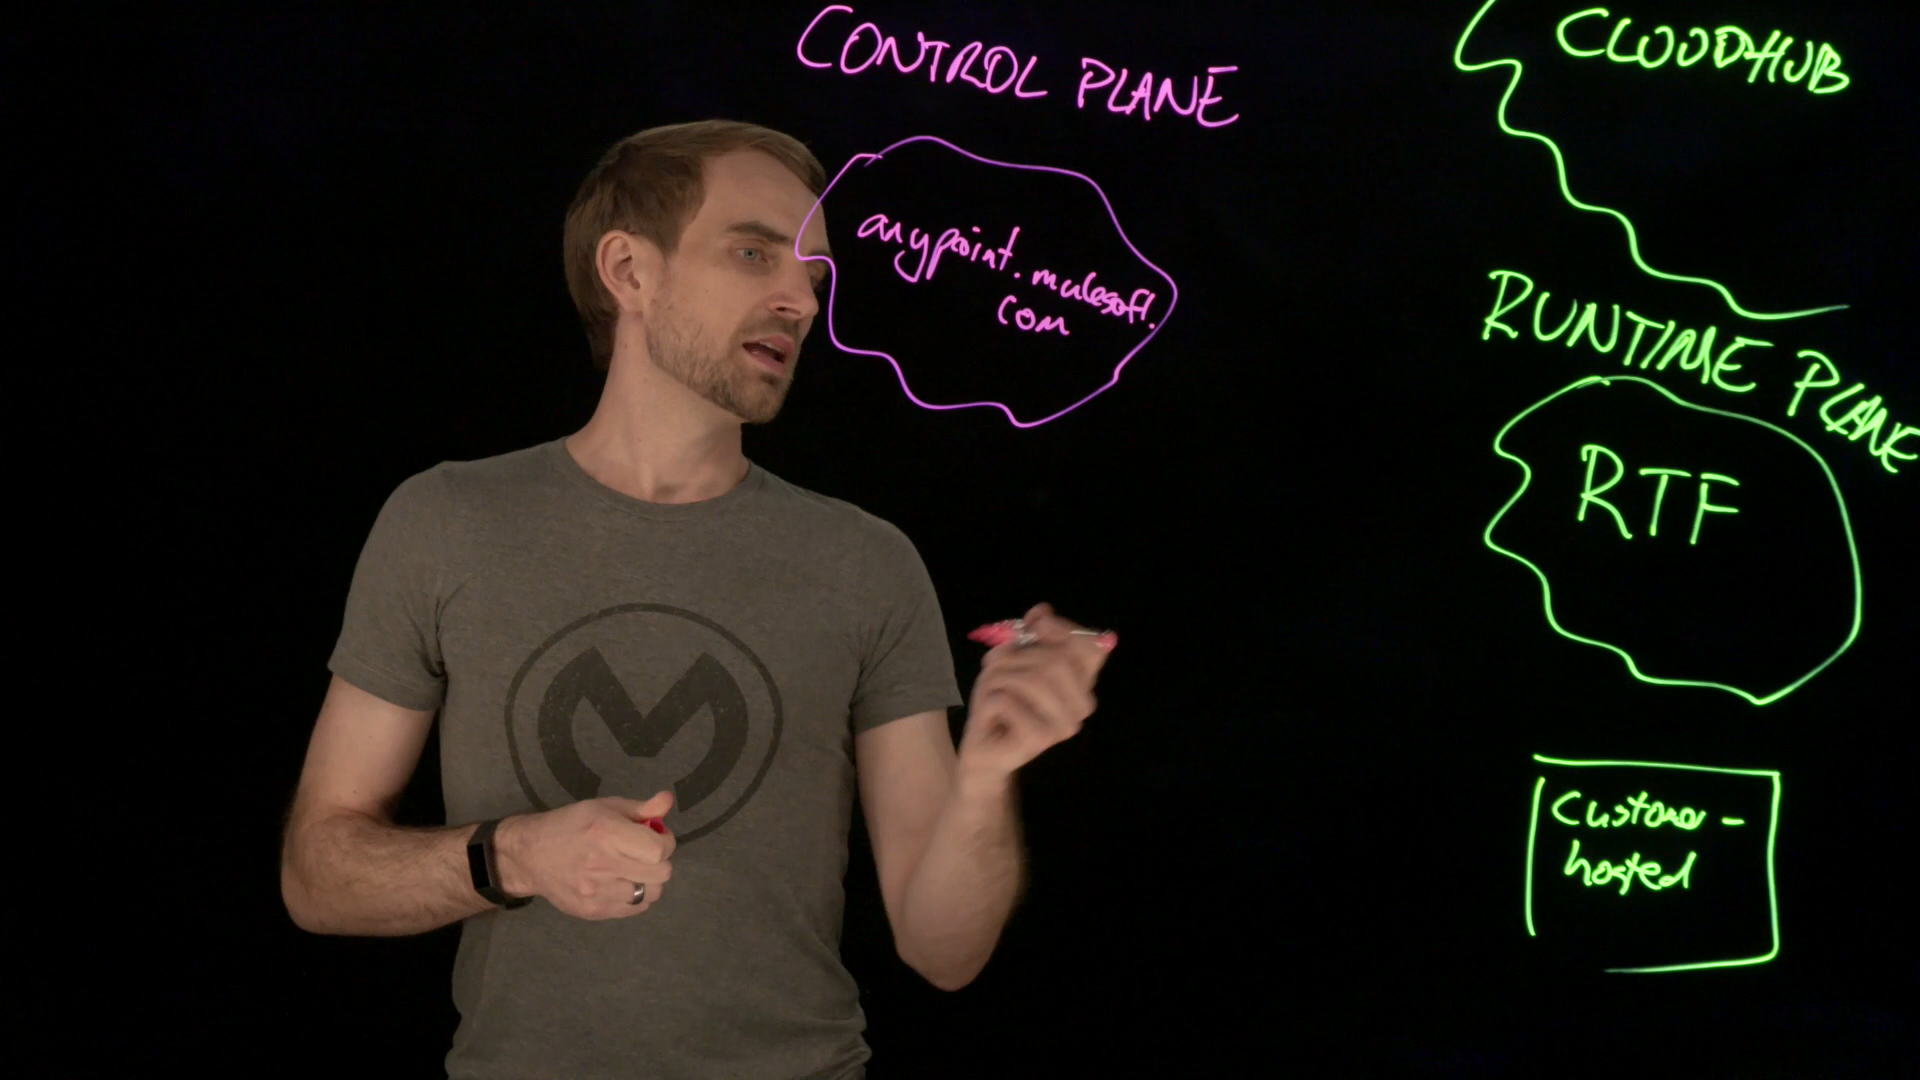 CONTROL PLANE
anypoint.mulesoft.
com
CLOUDHUB
RUNTIME PLANE
RTF
Customer-
hosted